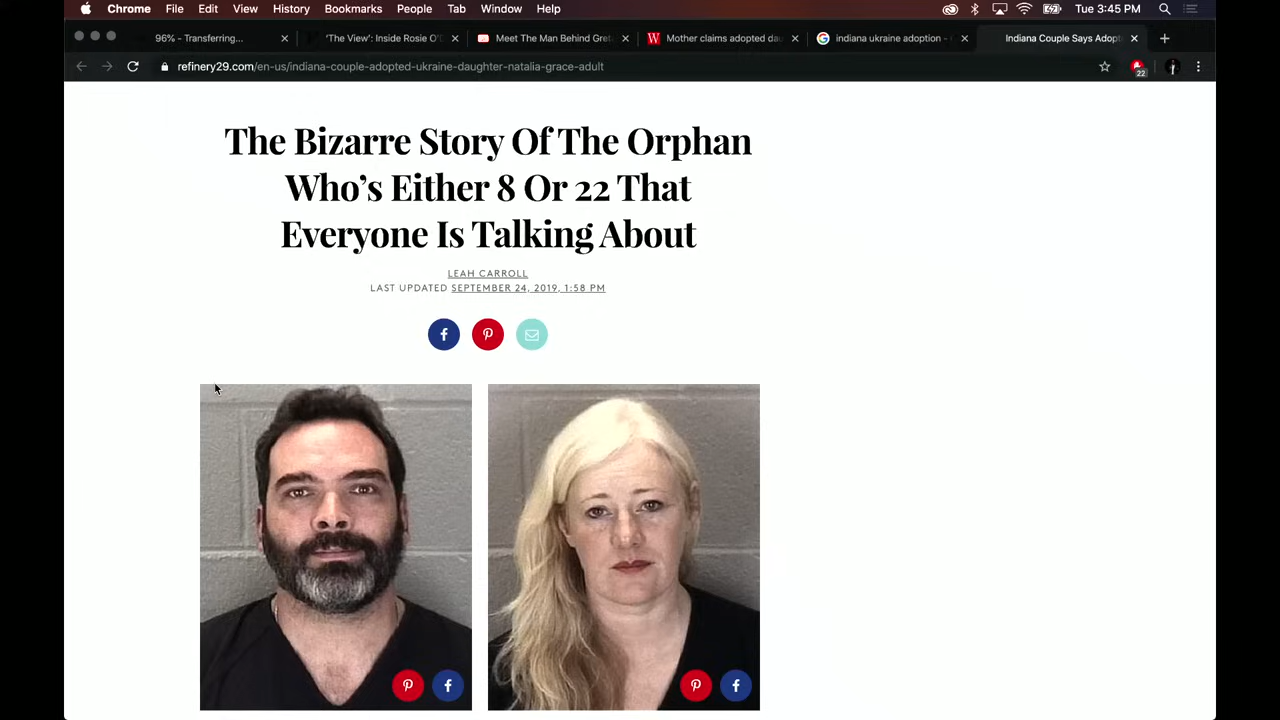 Chrome File Edit View History Bookmarks People Tab Window Help Tue 3:45 PM
96% - Transferring... 'The View': Inside Rosie O'D Meet The Man Behind Gret Mother claims adopted dau indiana ukraine adoption - Indiana Couple Says Adopt
refinery29.com/en-us/indiana-couple-adopted-ukraine-daughter-natalia-grace-adult 22
The Bizarre Story Of The Orphan
Who's Either 8 Or 22 That
Everyone Is Talking About
LEAH CARROLL
LAST UPDATED SEPTEMBER 24, 2019, 1:58 PM